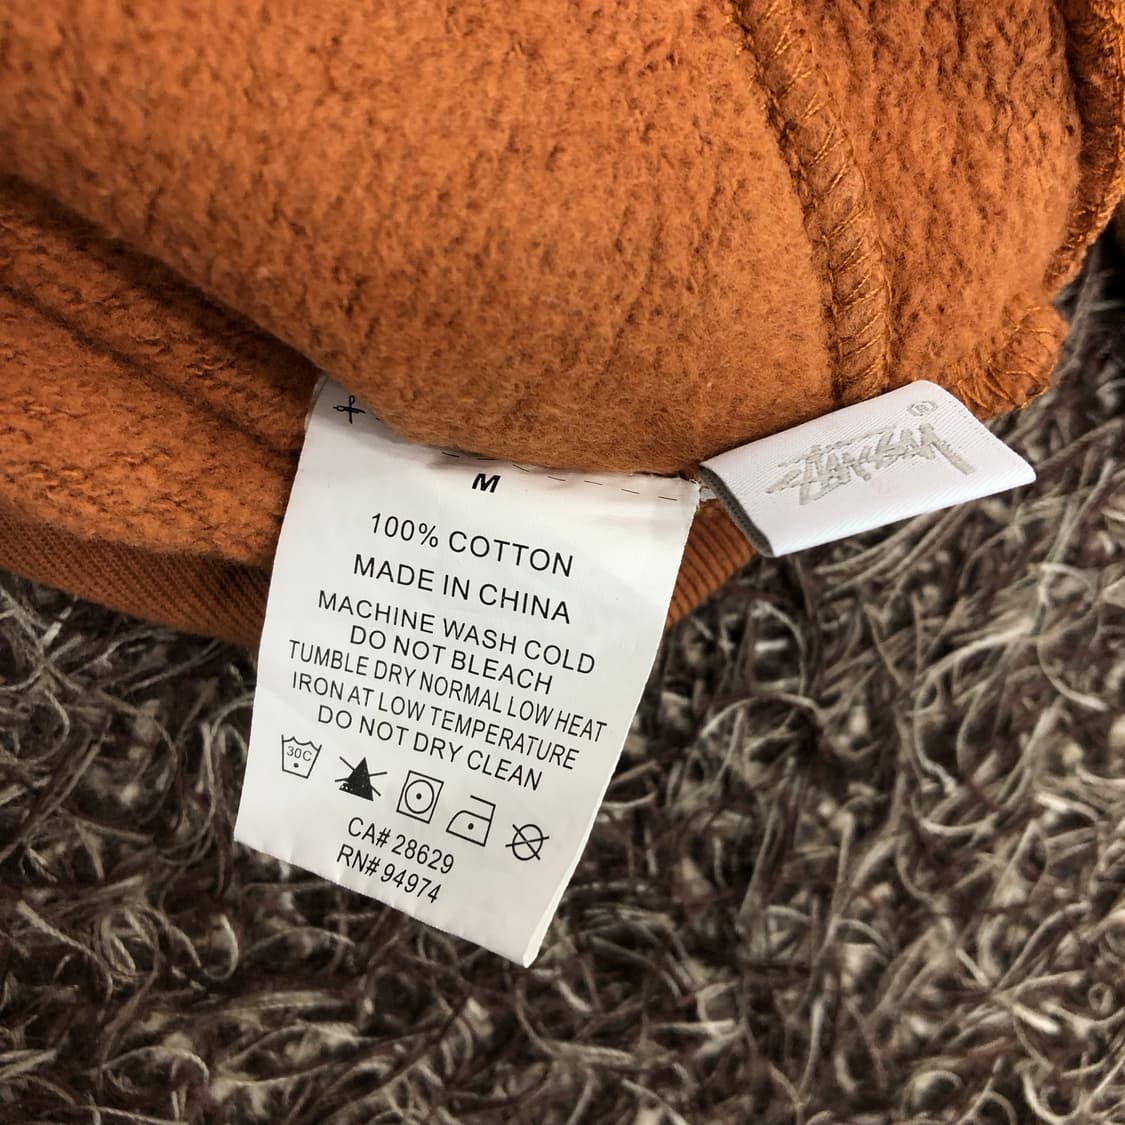 M
100% COTTON
MADE IN CHINA
MACHINE WASH COLD
DO NOT BLEACH
TUMBLE DRY NORMAL LOW HEAT
IRON AT LOW TEMPERATURE
DO NOT DRY CLEAN
30C
CA# 28629
RN# 94974
Stüssy
®